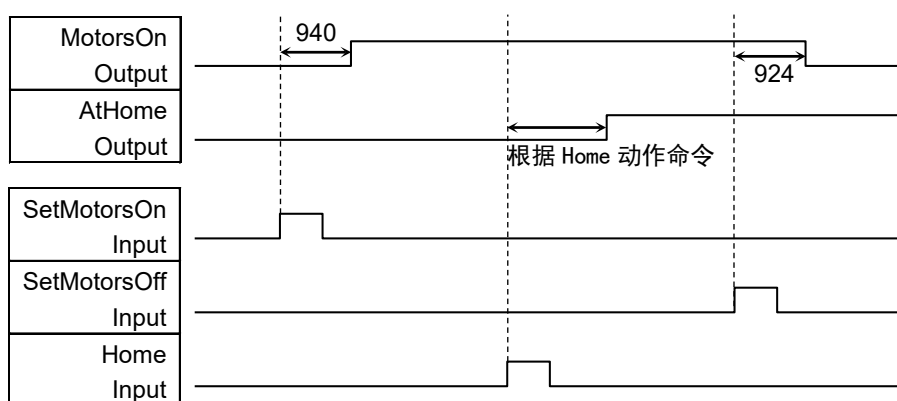 MotorsOn
Output
940
924
AtHome
Output
根据 Home 动作命令
SetMotorsOn
Input
SetMotorsOff
Input
Home
Input